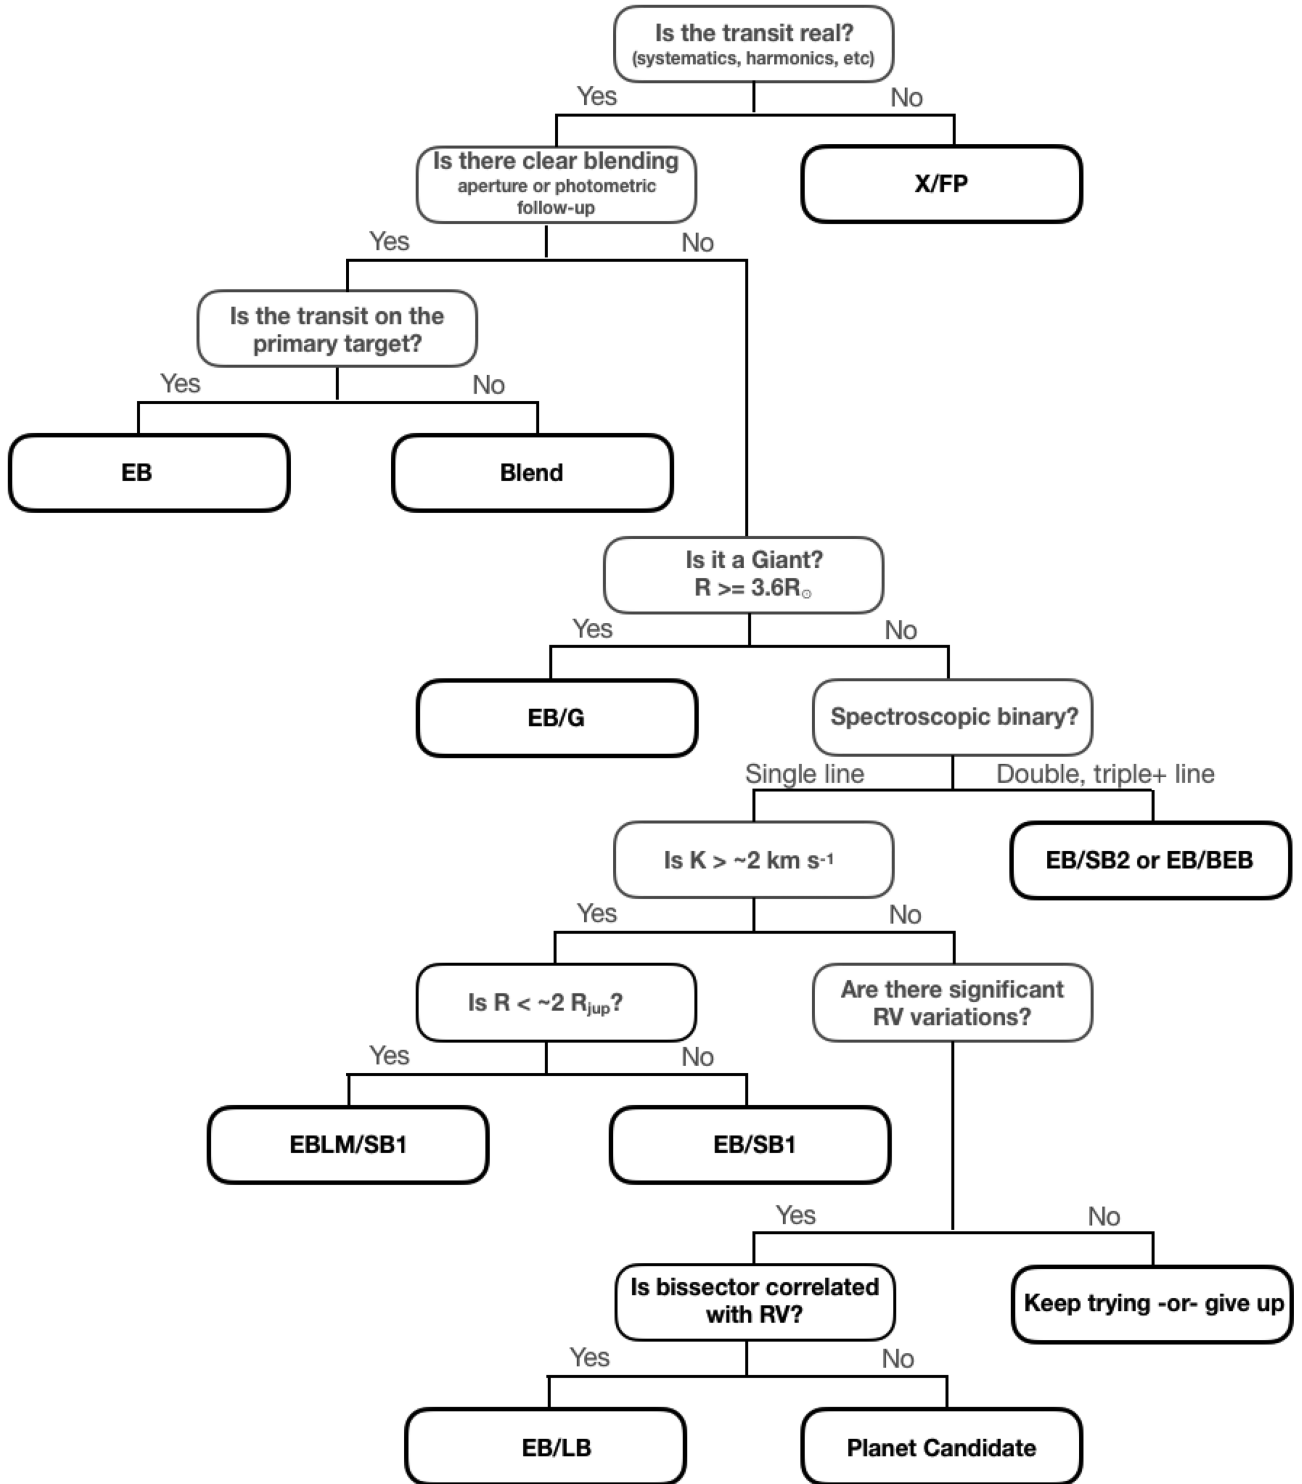 Is the transit real?
(systematics, harmonics, etc)
Yes
No
Is there clear blending
aperture or photometric
follow-up
X/FP
Yes
No
Is the transit on the
primary target?
Yes
No
EB
Blend
Is it a Giant?
R >= 3.6R☉
Yes
No
EB/G
Spectroscopic binary?
Single line
Double, triple+ line
Is K > ~2 km s-1
EB/SB2 or EB/BEB
Yes
No
Is R < ~2 Rjup?
Are there significant
RV variations?
Yes
No
EBLM/SB1
EB/SB1
Yes
No
Is bissector correlated
with RV?
Keep trying -or- give up
Yes
No
EB/LB
Planet Candidate